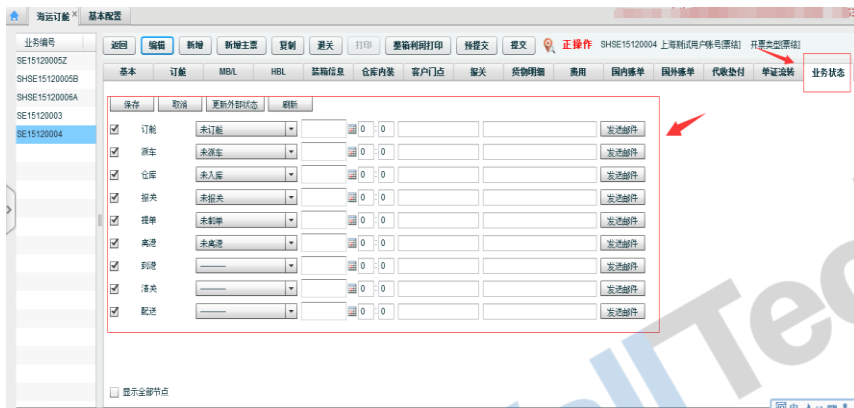 海运订舱 × 基本配置
业务编号
SE15120005Z
SHSE15120005B
SHSE15120006A
SE15120003
SE15120004
返回 编辑 新增 新增主票 复制 退关 打印 整箱利润打印 预提交 提交 正操作 SHSE15120004 上海测试用户帐号[票结] 开票类型[票结]
基本 订舱 MB/L HBL 装箱信息 仓库内装 客户门点 报关 货物明细 费用 国内账单 国外账单 代收垫付 单证流转 业务状态
保存 取消 更新外部状态 刷新
订舱 未订舱 0 : 0 发送邮件
派车 未派车 0 : 0 发送邮件
仓库 未入库 0 : 0 发送邮件
报关 未报关 0 : 0 发送邮件
提单 未制单 0 : 0 发送邮件
离港 未离港 0 : 0 发送邮件
到港 ——— 0 : 0 发送邮件
清关 ——— 0 : 0 发送邮件
配送 ——— 0 : 0 发送邮件
显示全部节点